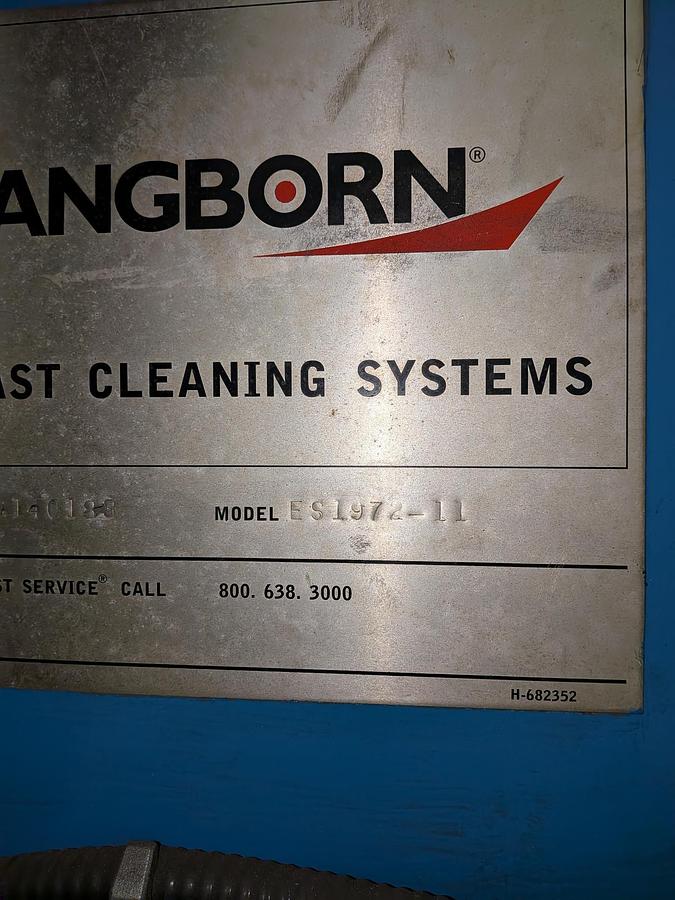 ANGBORN®
AST CLEANING SYSTEMS
MODEL ES1972-11
ST SERVICE® CALL 800. 638. 3000
H-682352